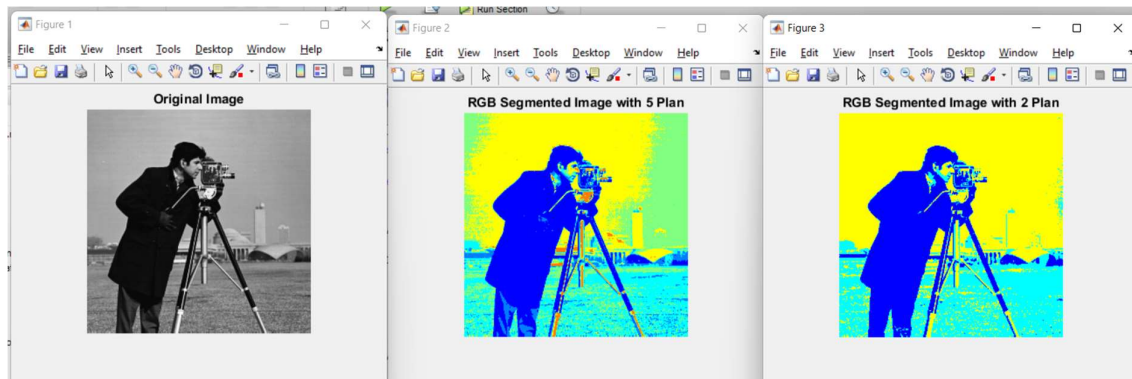 Run Section
Figure 1
File Edit View Insert Tools Desktop Window Help
Original Image
Figure 2
File Edit View Insert Tools Desktop Window Help
RGB Segmented Image with 5 Plan
Figure 3
File Edit View Insert Tools Desktop Window Help
RGB Segmented Image with 2 Plan